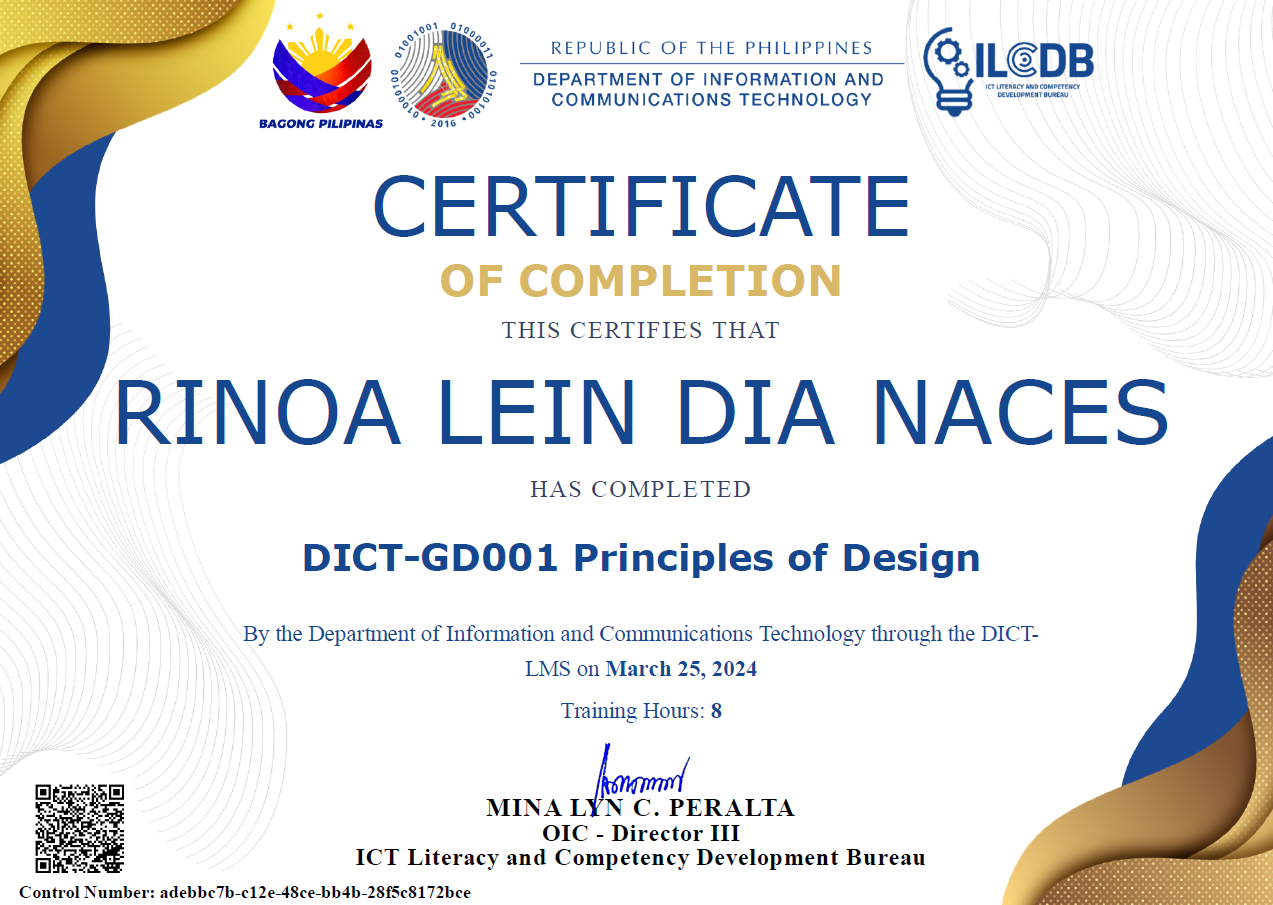 BAGONG PILIPINAS
01001001 01000011 01010100 01000100
2016
REPUBLIC OF THE PHILIPPINES
DEPARTMENT OF INFORMATION AND
COMMUNICATIONS TECHNOLOGY
ILCDB
ICT LITERACY AND COMPETENCY
DEVELOPMENT BUREAU
CERTIFICATE
OF COMPLETION
THIS CERTIFIES THAT
RINOA LEIN DIA NACES
HAS COMPLETED
DICT-GD001 Principles of Design
By the Department of Information and Communications Technology through the DICT-
LMS on March 25, 2024
Training Hours: 8
MINA LYN C. PERALTA
OIC - Director III
ICT Literacy and Competency Development Bureau
Control Number: adebbc7b-c12e-48ce-bb4b-28f5c8172bce